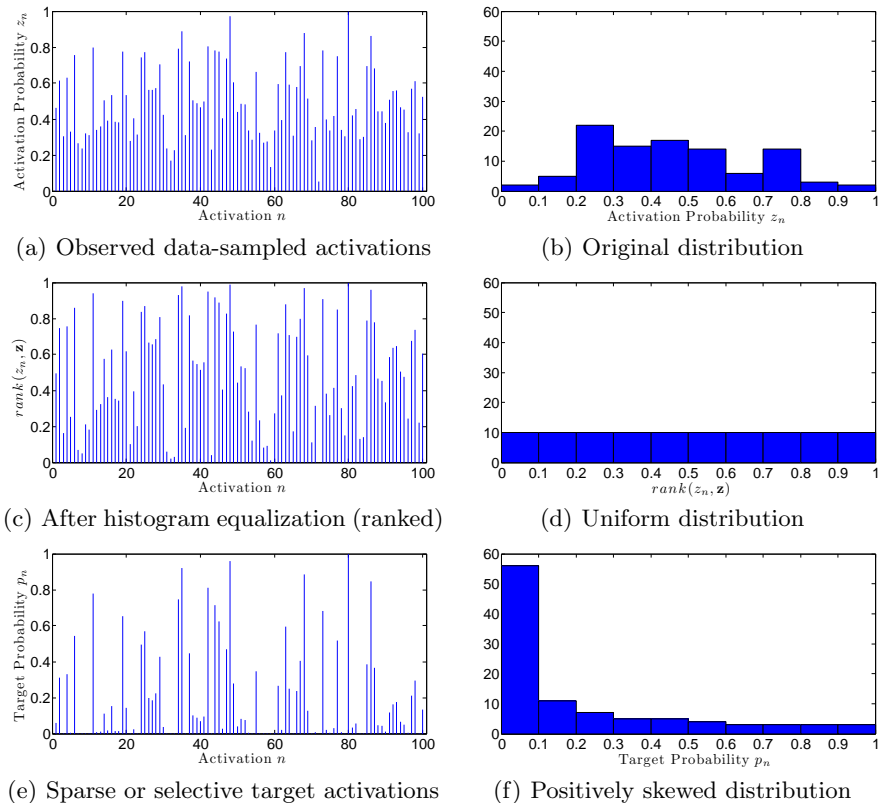 Activation Probability z_n
1
0.8
0.6
0.4
0.2
0
0 20 40 60 80 100
Activation n
(a) Observed data-sampled activations
60
50
40
30
20
10
0
0 0.1 0.2 0.3 0.4 0.5 0.6 0.7 0.8 0.9 1
Activation Probability z_n
(b) Original distribution
rank(z_n, z)
1
0.8
0.6
0.4
0.2
0
0 20 40 60 80 100
Activation n
(c) After histogram equalization (ranked)
60
50
40
30
20
10
0
0 0.1 0.2 0.3 0.4 0.5 0.6 0.7 0.8 0.9 1
rank(z_n, z)
(d) Uniform distribution
Target Probability p_n
1
0.8
0.6
0.4
0.2
0
0 20 40 60 80 100
Activation n
(e) Sparse or selective target activations
60
50
40
30
20
10
0
0 0.1 0.2 0.3 0.4 0.5 0.6 0.7 0.8 0.9 1
Target Probability p_n
(f) Positively skewed distribution